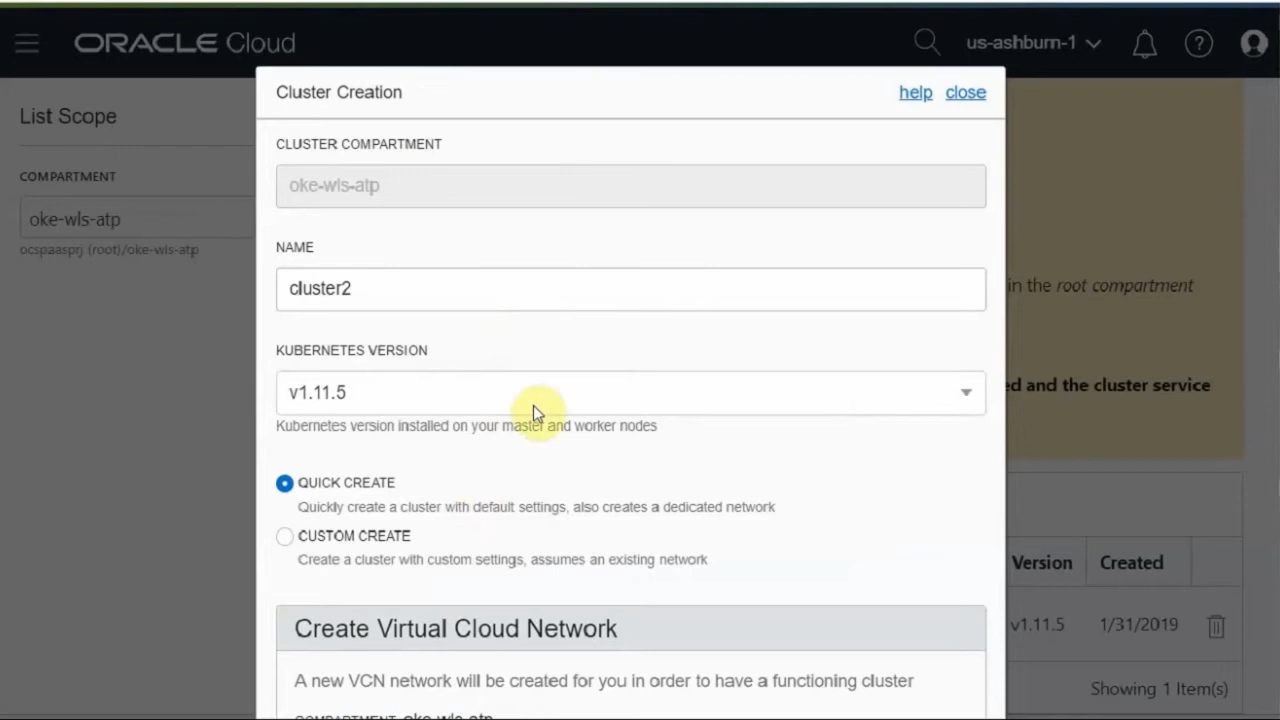 ORACLE Cloud
us-ashburn-1
List Scope
COMPARTMENT
oke-wls-atp
ocspaasprj (root)/oke-wls-atp
Cluster Creation
help close
CLUSTER COMPARTMENT
oke-wls-atp
NAME
cluster2
KUBERNETES VERSION
v1.11.5
Kubernetes version installed on your master and worker nodes
QUICK CREATE
Quickly create a cluster with default settings, also creates a dedicated network
CUSTOM CREATE
Create a cluster with custom settings, assumes an existing network
Create Virtual Cloud Network
A new VCN network will be created for you in order to have a functioning cluster
COMPARTMENT oke-wls-atp
in the root compartment
ed and the cluster service
Version Created
v1.11.5 1/31/2019
Showing 1 Item(s)